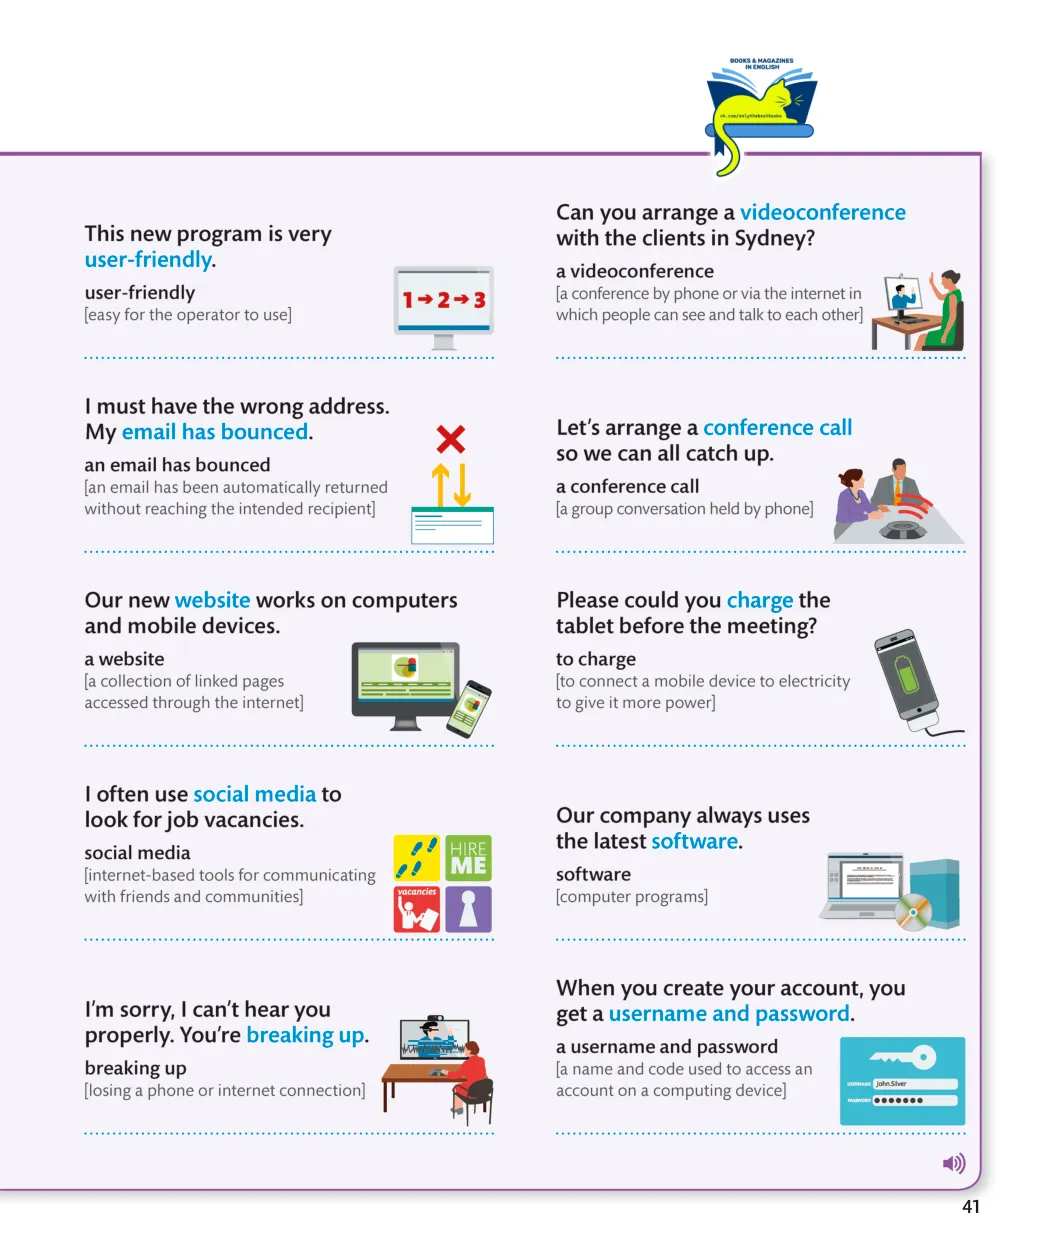 BOOKS & MAGAZINES
IN ENGLISH
vk.com/onlythebestbooks
This new program is very
user-friendly.
user-friendly
[easy for the operator to use]
1 → 2 → 3
I must have the wrong address.
My email has bounced.
an email has bounced
[an email has been automatically returned
without reaching the intended recipient]
Our new website works on computers
and mobile devices.
a website
[a collection of linked pages
accessed through the internet]
I often use social media to
look for job vacancies.
social media
[internet-based tools for communicating
with friends and communities]
HIRE
ME
vacancies
I'm sorry, I can't hear you
properly. You're breaking up.
breaking up
[losing a phone or internet connection]
Can you arrange a videoconference
with the clients in Sydney?
a videoconference
[a conference by phone or via the internet in
which people can see and talk to each other]
Let's arrange a conference call
so we can all catch up.
a conference call
[a group conversation held by phone]
Please could you charge the
tablet before the meeting?
to charge
[to connect a mobile device to electricity
to give it more power]
Our company always uses
the latest software.
software
[computer programs]
When you create your account, you
get a username and password.
a username and password
[a name and code used to access an
account on a computing device]
USERNAME John.Silver
PASSWORD
41